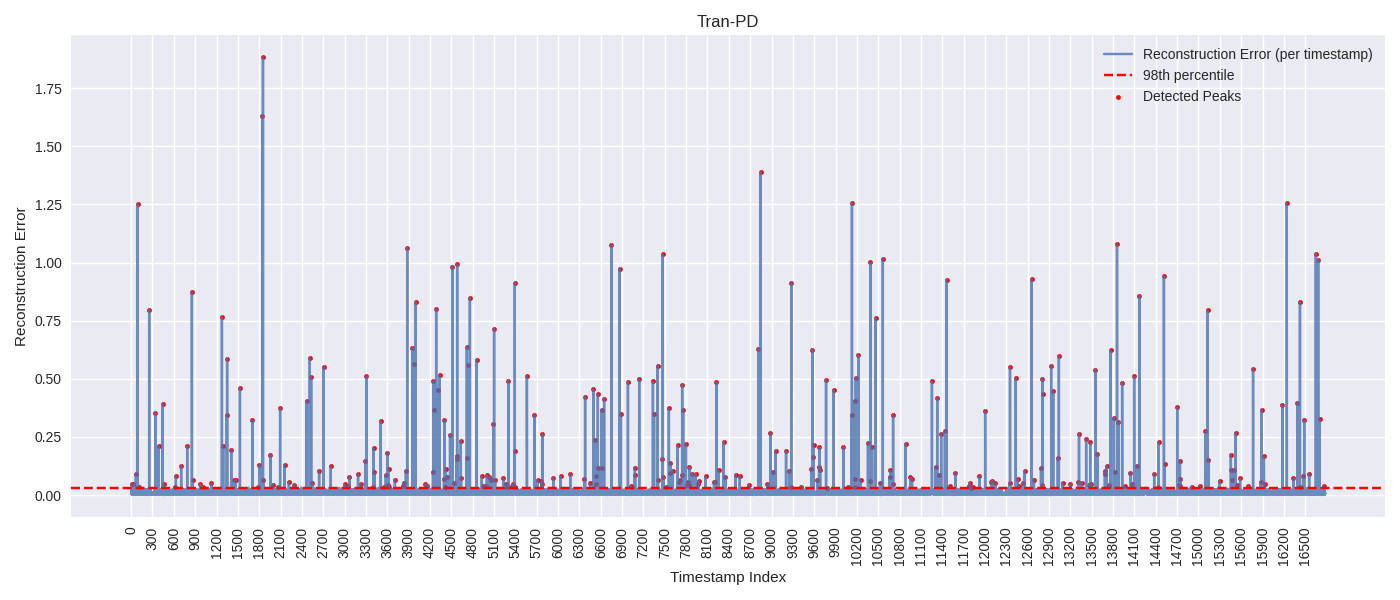 Tran-PD
Reconstruction Error (per timestamp)
98th percentile
Detected Peaks
Reconstruction Error
1.75
1.50
1.25
1.00
0.75
0.50
0.25
0.00
0 300 600 900 1200 1500 1800 2100 2400 2700 3000 3300 3600 3900 4200 4500 4800 5100 5400 5700 6000 6300 6600 6900 7200 7500 7800 8100 8400 8700 9000 9300 9600 9900 10200 10500 10800 11100 11400 11700 12000 12300 12600 12900 13200 13500 13800 14100 14400 14700 15000 15300 15600 15900 16200 16500
Timestamp Index